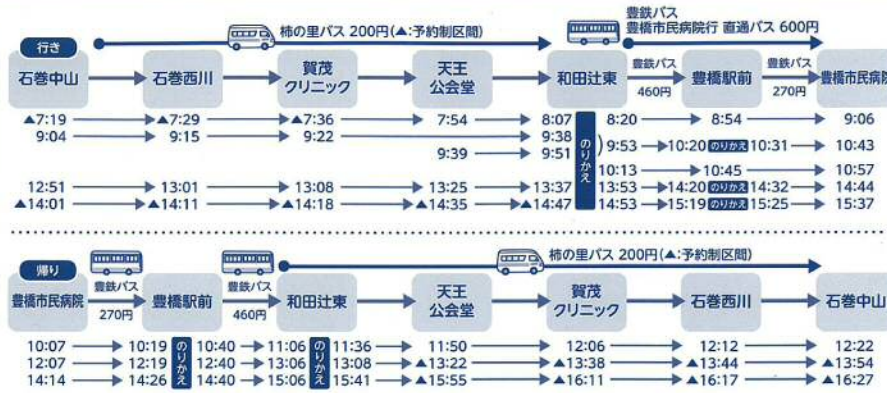 行き
柿の里バス 200円(▲:予約制区間)
豊鉄バス
豊橋市民病院行 直通バス 600円
石巻中山 石巻西川 賀茂クリニック 天王公会堂 和田辻東 豊鉄バス 460円 豊橋駅前 豊鉄バス 270円 豊橋市民病院
▲7:19 ▲7:29 ▲7:36 7:54 8:07 8:20 8:54 9:06
9:04 9:15 9:22 9:38
9:53 10:20 のりかえ 10:31 10:43
9:39 9:51
のりかえ
10:13 10:45 10:57
12:51 13:01 13:08 13:25 13:37 13:53 14:20 のりかえ 14:32 14:44
▲14:01 ▲14:11 ▲14:18 ▲14:35 ▲14:47 14:53 15:19 のりかえ 15:25 15:37
帰り
柿の里バス 200円(▲:予約制区間)
豊橋市民病院 豊鉄バス 270円 豊橋駅前 豊鉄バス 460円 和田辻東 天王公会堂 賀茂クリニック 石巻西川 石巻中山
10:07 10:19 10:40 11:06 11:36 11:50 12:06 12:12 12:22
12:07 12:19 のりかえ 12:40 13:06 のりかえ 13:08 ▲13:22 ▲13:38 ▲13:44 ▲13:54
14:14 14:26 14:40 15:06 15:41 ▲15:55 ▲16:11 ▲16:17 ▲16:27